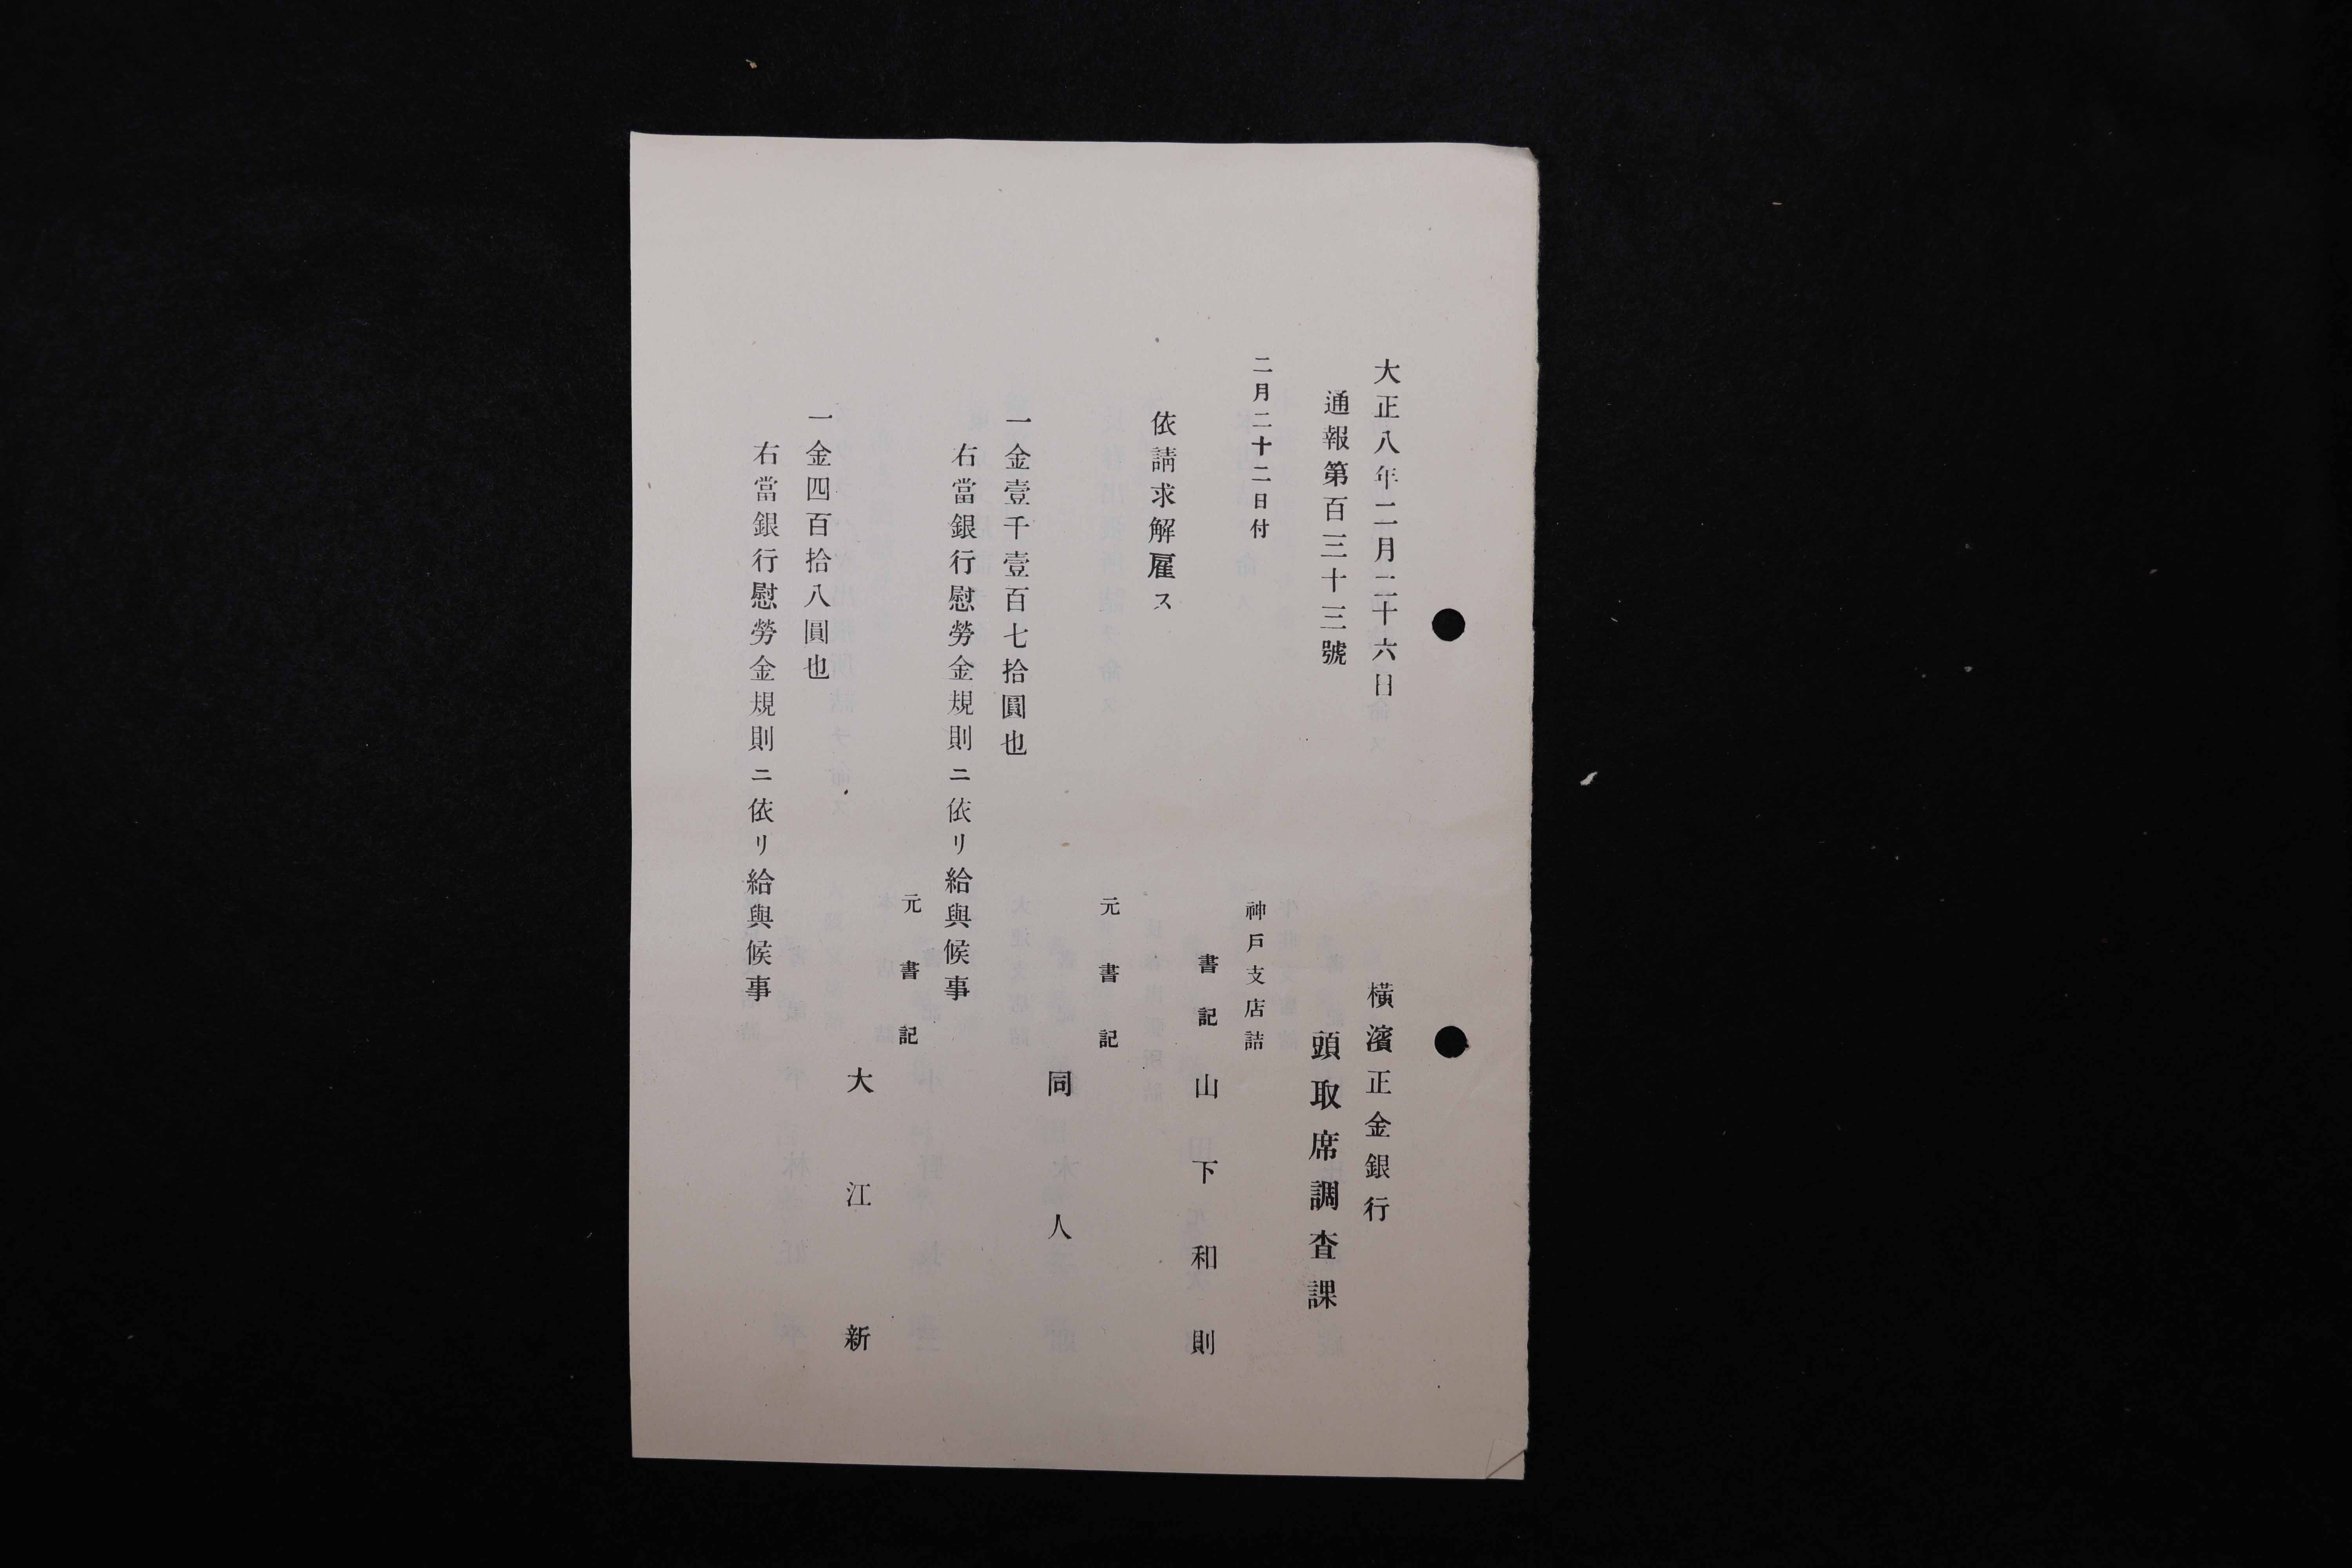 大正八年二月二十六日
橫濱正金銀行
通報第百三十三號
頭取席調査課
二月二十二日付
神戶支店詰
書記 山下和則
依請求解雇ス
元書記
同人
一金壹千壹百七拾圓也
右當銀行慰勞金規則ニ依リ給與候事
元書記
大江新
一金四百拾八圓也
右當銀行慰勞金規則ニ依リ給與候事